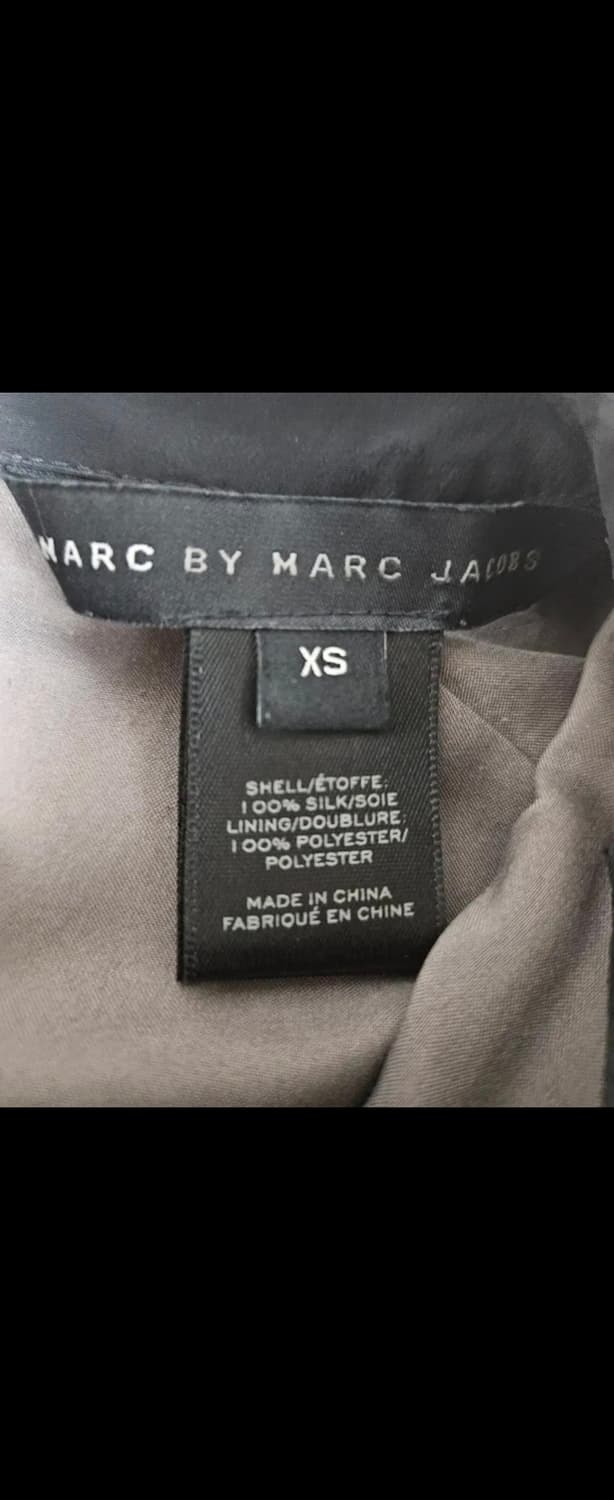 MARC BY MARC JACOBS
XS
SHELL/ÉTOFFE:
100% SILK/SOIE
LINING/DOUBLURE:
100% POLYESTER/
POLYESTER
MADE IN CHINA
FABRIQUÉ EN CHINE